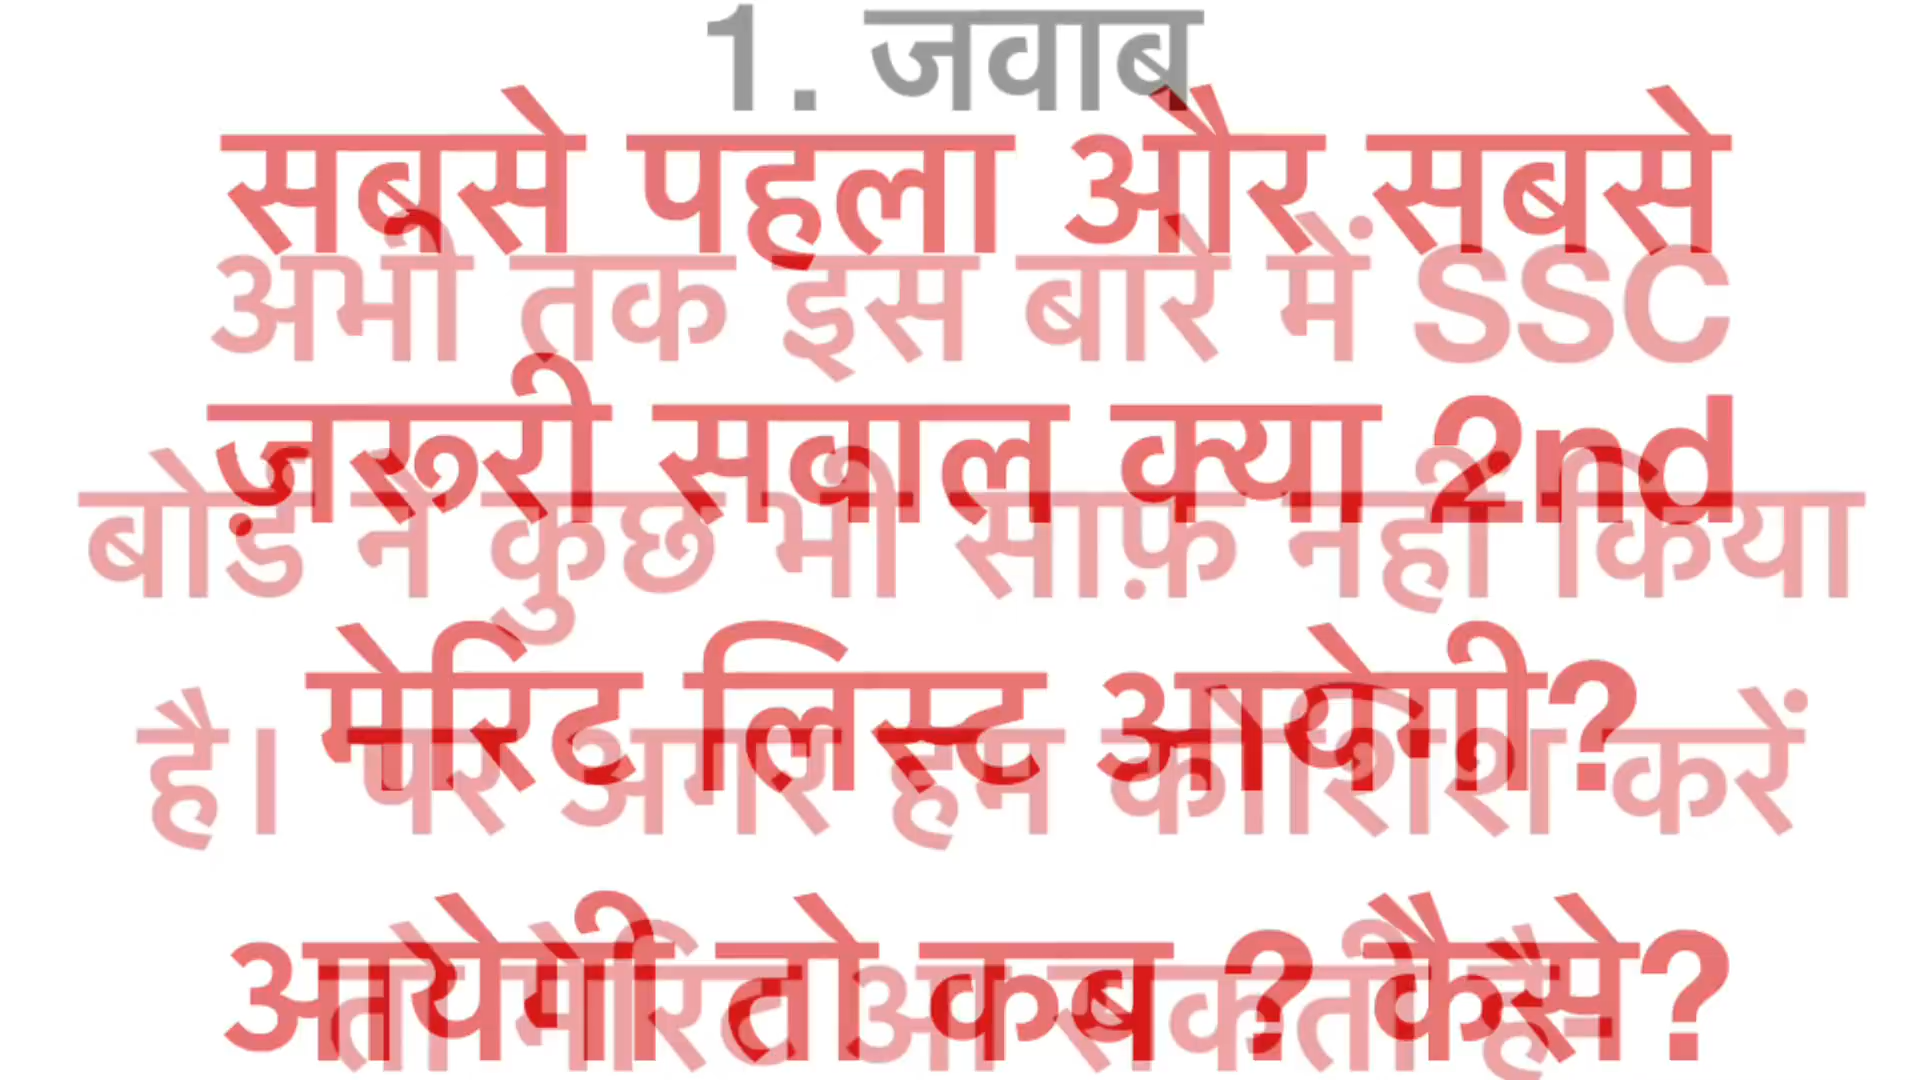 1. जवाब
सबसे पहला और सबसे
अभी तक इस बारे में SSC
ज़रूरी सवाल क्या 2nd
बोर्ड ने कुछ भी साफ़ नहीं किया
मेरिट लिस्ट आयेगी?
है। पर अगर हम कोशिश करें
आयेगी तो कब ? कैसे?
तो मेरिट आ सकती है-